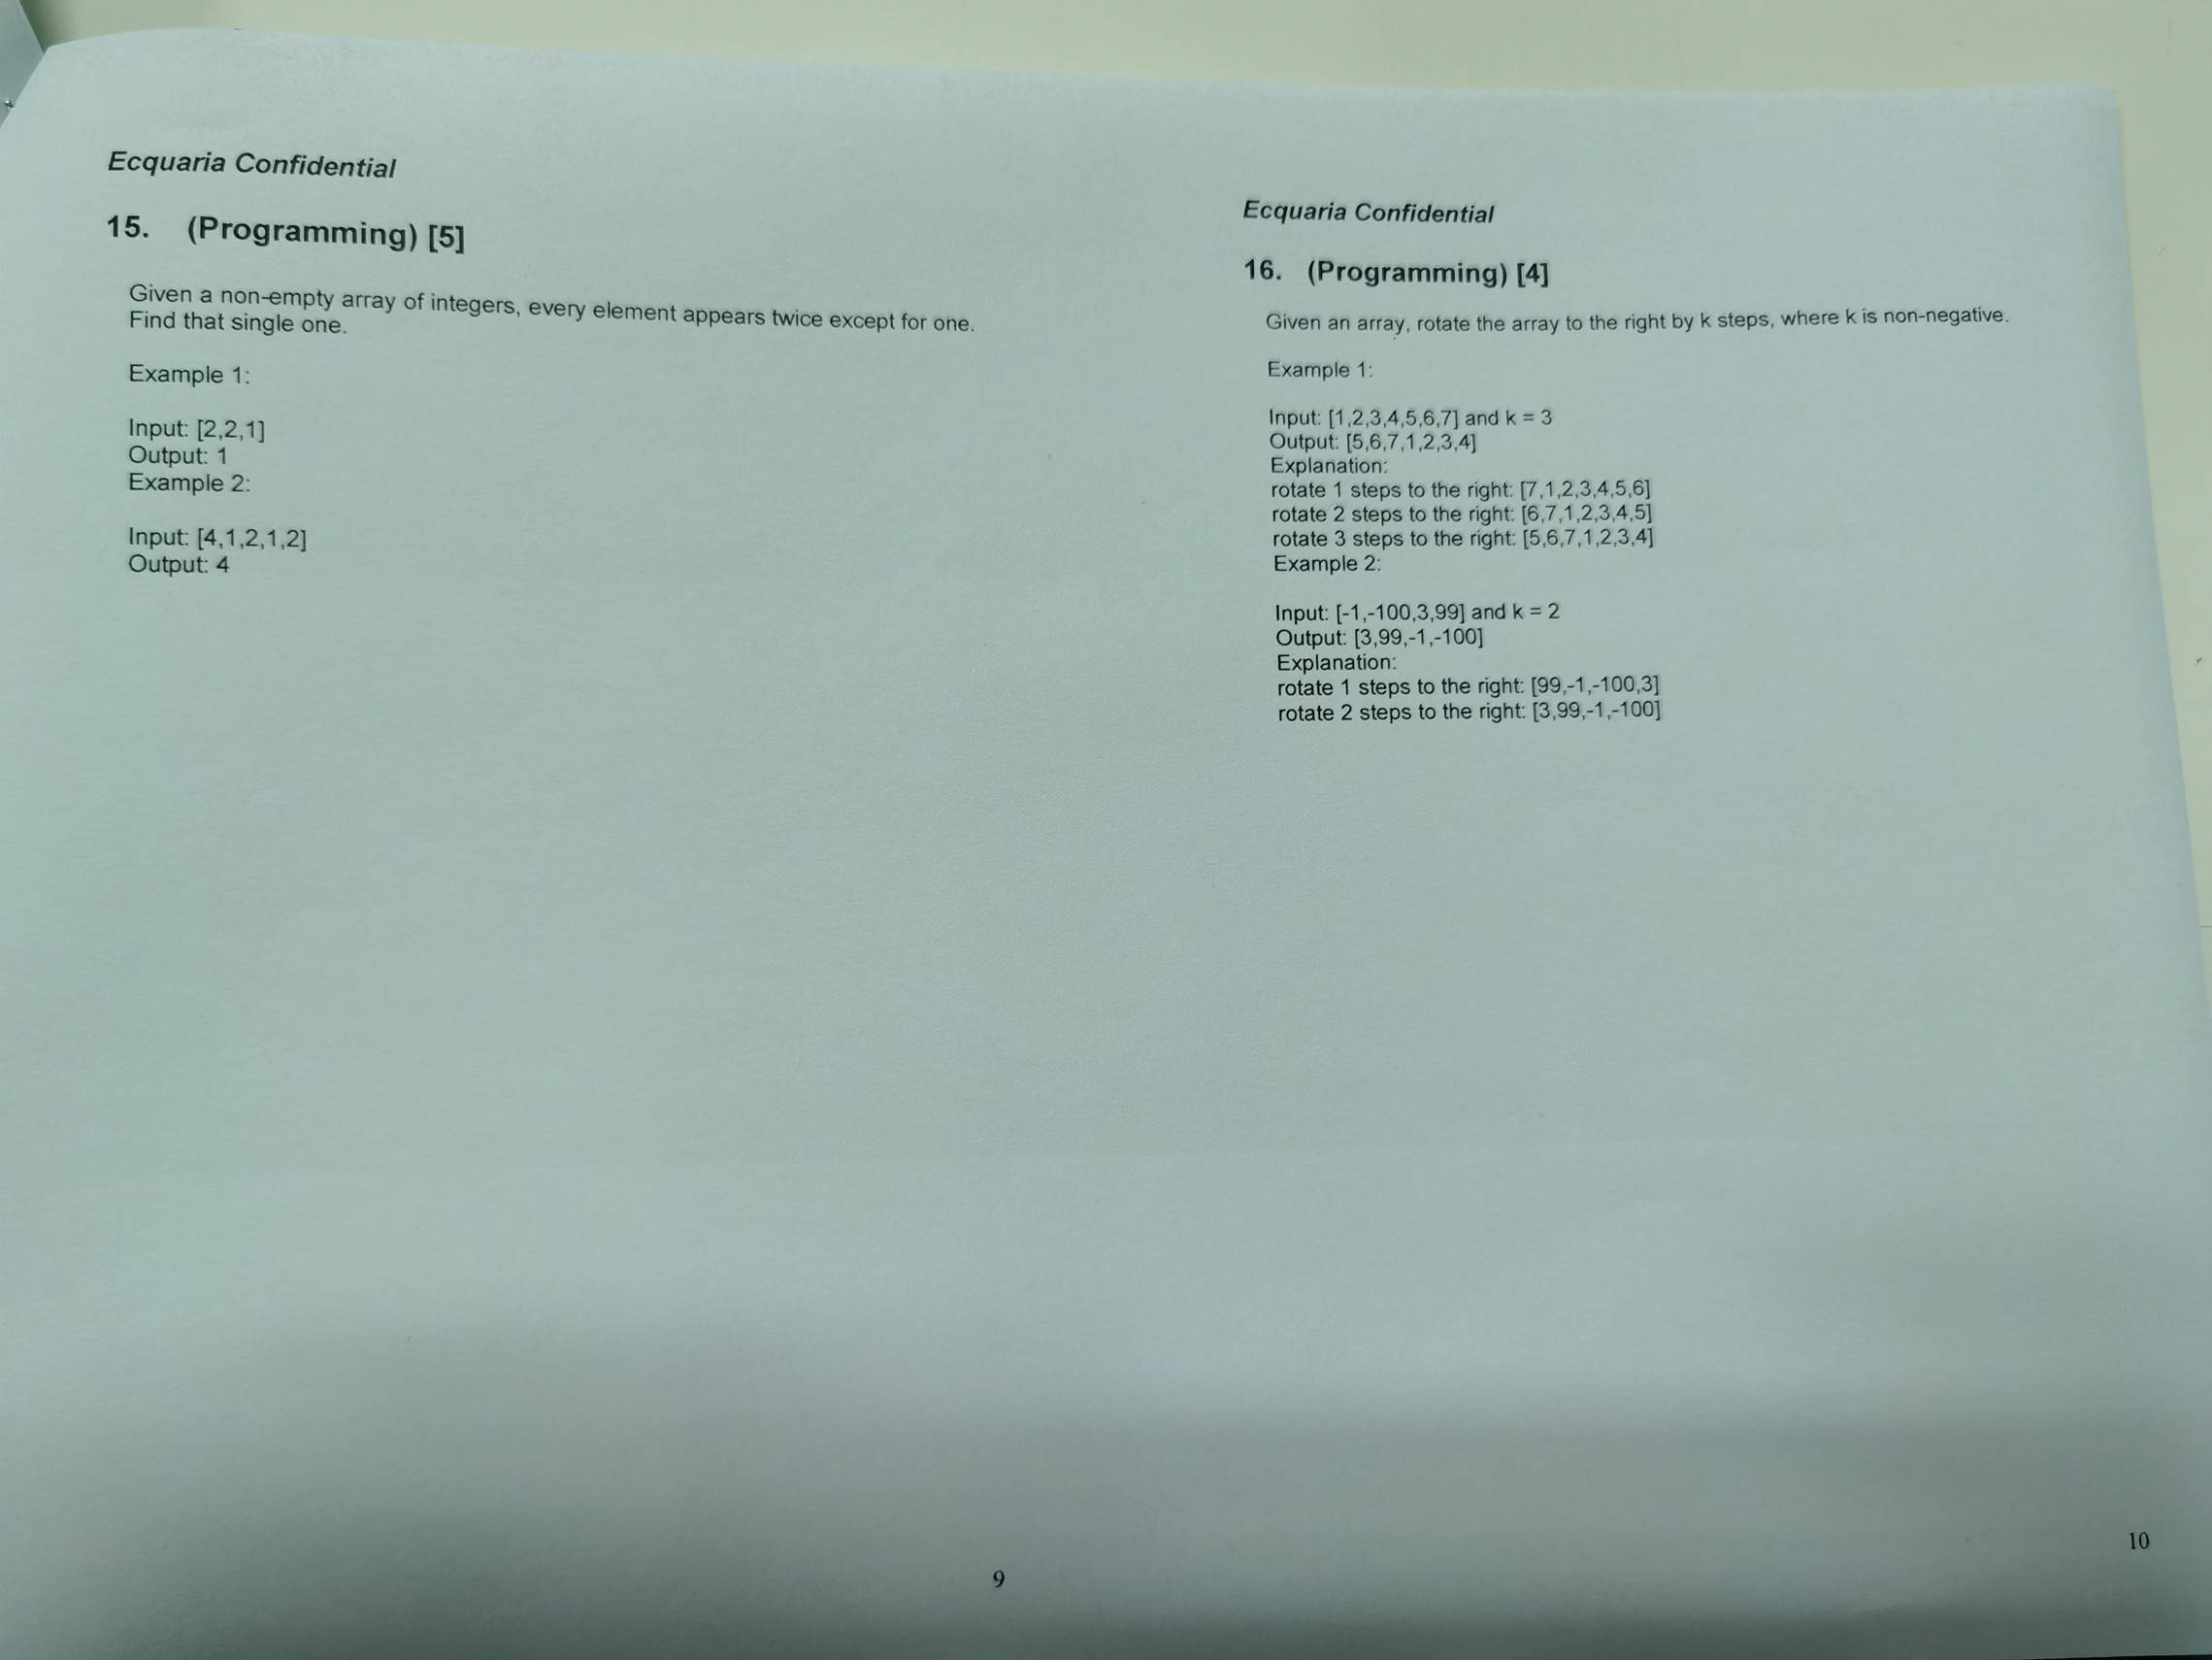 Ecquaria Confidential
15. (Programming) [5]
Given a non-empty array of integers, every element appears twice except for one.
Find that single one.
Example 1:
Input: [2,2,1]
Output: 1
Example 2:
Input: [4,1,2,1,2]
Output: 4
9
Ecquaria Confidential
16. (Programming) [4]
Given an array, rotate the array to the right by k steps, where k is non-negative.
Example 1:
Input: [1,2,3,4,5,6,7] and k = 3
Output: [5,6,7,1,2,3,4]
Explanation:
rotate 1 steps to the right: [7,1,2,3,4,5,6]
rotate 2 steps to the right: [6,7,1,2,3,4,5]
rotate 3 steps to the right: [5,6,7,1,2,3,4]
Example 2:
Input: [-1,-100,3,99] and k = 2
Output: [3,99,-1,-100]
Explanation:
rotate 1 steps to the right: [99,-1,-100,3]
rotate 2 steps to the right: [3,99,-1,-100]
10